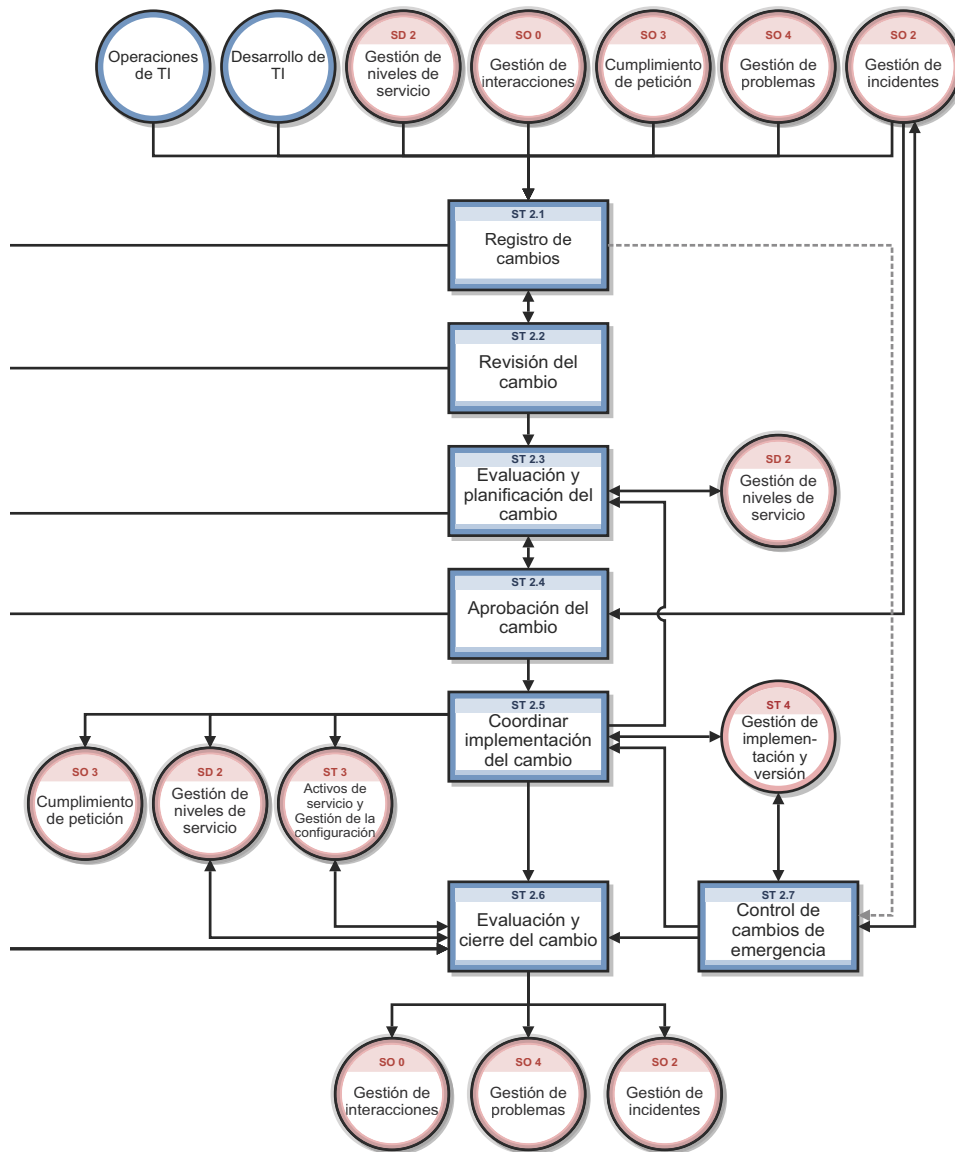 Operaciones
de TI
Desarrollo de
TI
SD 2
Gestión de
niveles de
servicio
SO 0
Gestión de
interacciones
SO 3
Cumplimiento
de petición
SO 4
Gestión de
problemas
SO 2
Gestión de
incidentes
ST 2.1
Registro de
cambios
ST 2.2
Revisión del
cambio
ST 2.3
Evaluación y
planificación del
cambio
SD 2
Gestión de
niveles de
servicio
ST 2.4
Aprobación del
cambio
ST 2.5
Coordinar
implementación
del cambio
ST 4
Gestión de
implemen-
tación y
versión
SO 3
Cumplimiento
de petición
SD 2
Gestión de
niveles de
servicio
ST 3
Activos de
servicio y
Gestión de la
configuración
ST 2.6
Evaluación y
cierre del cambio
ST 2.7
Control de
cambios de
emergencia
SO 0
Gestión de
interacciones
SO 4
Gestión de
problemas
SO 2
Gestión de
incidentes